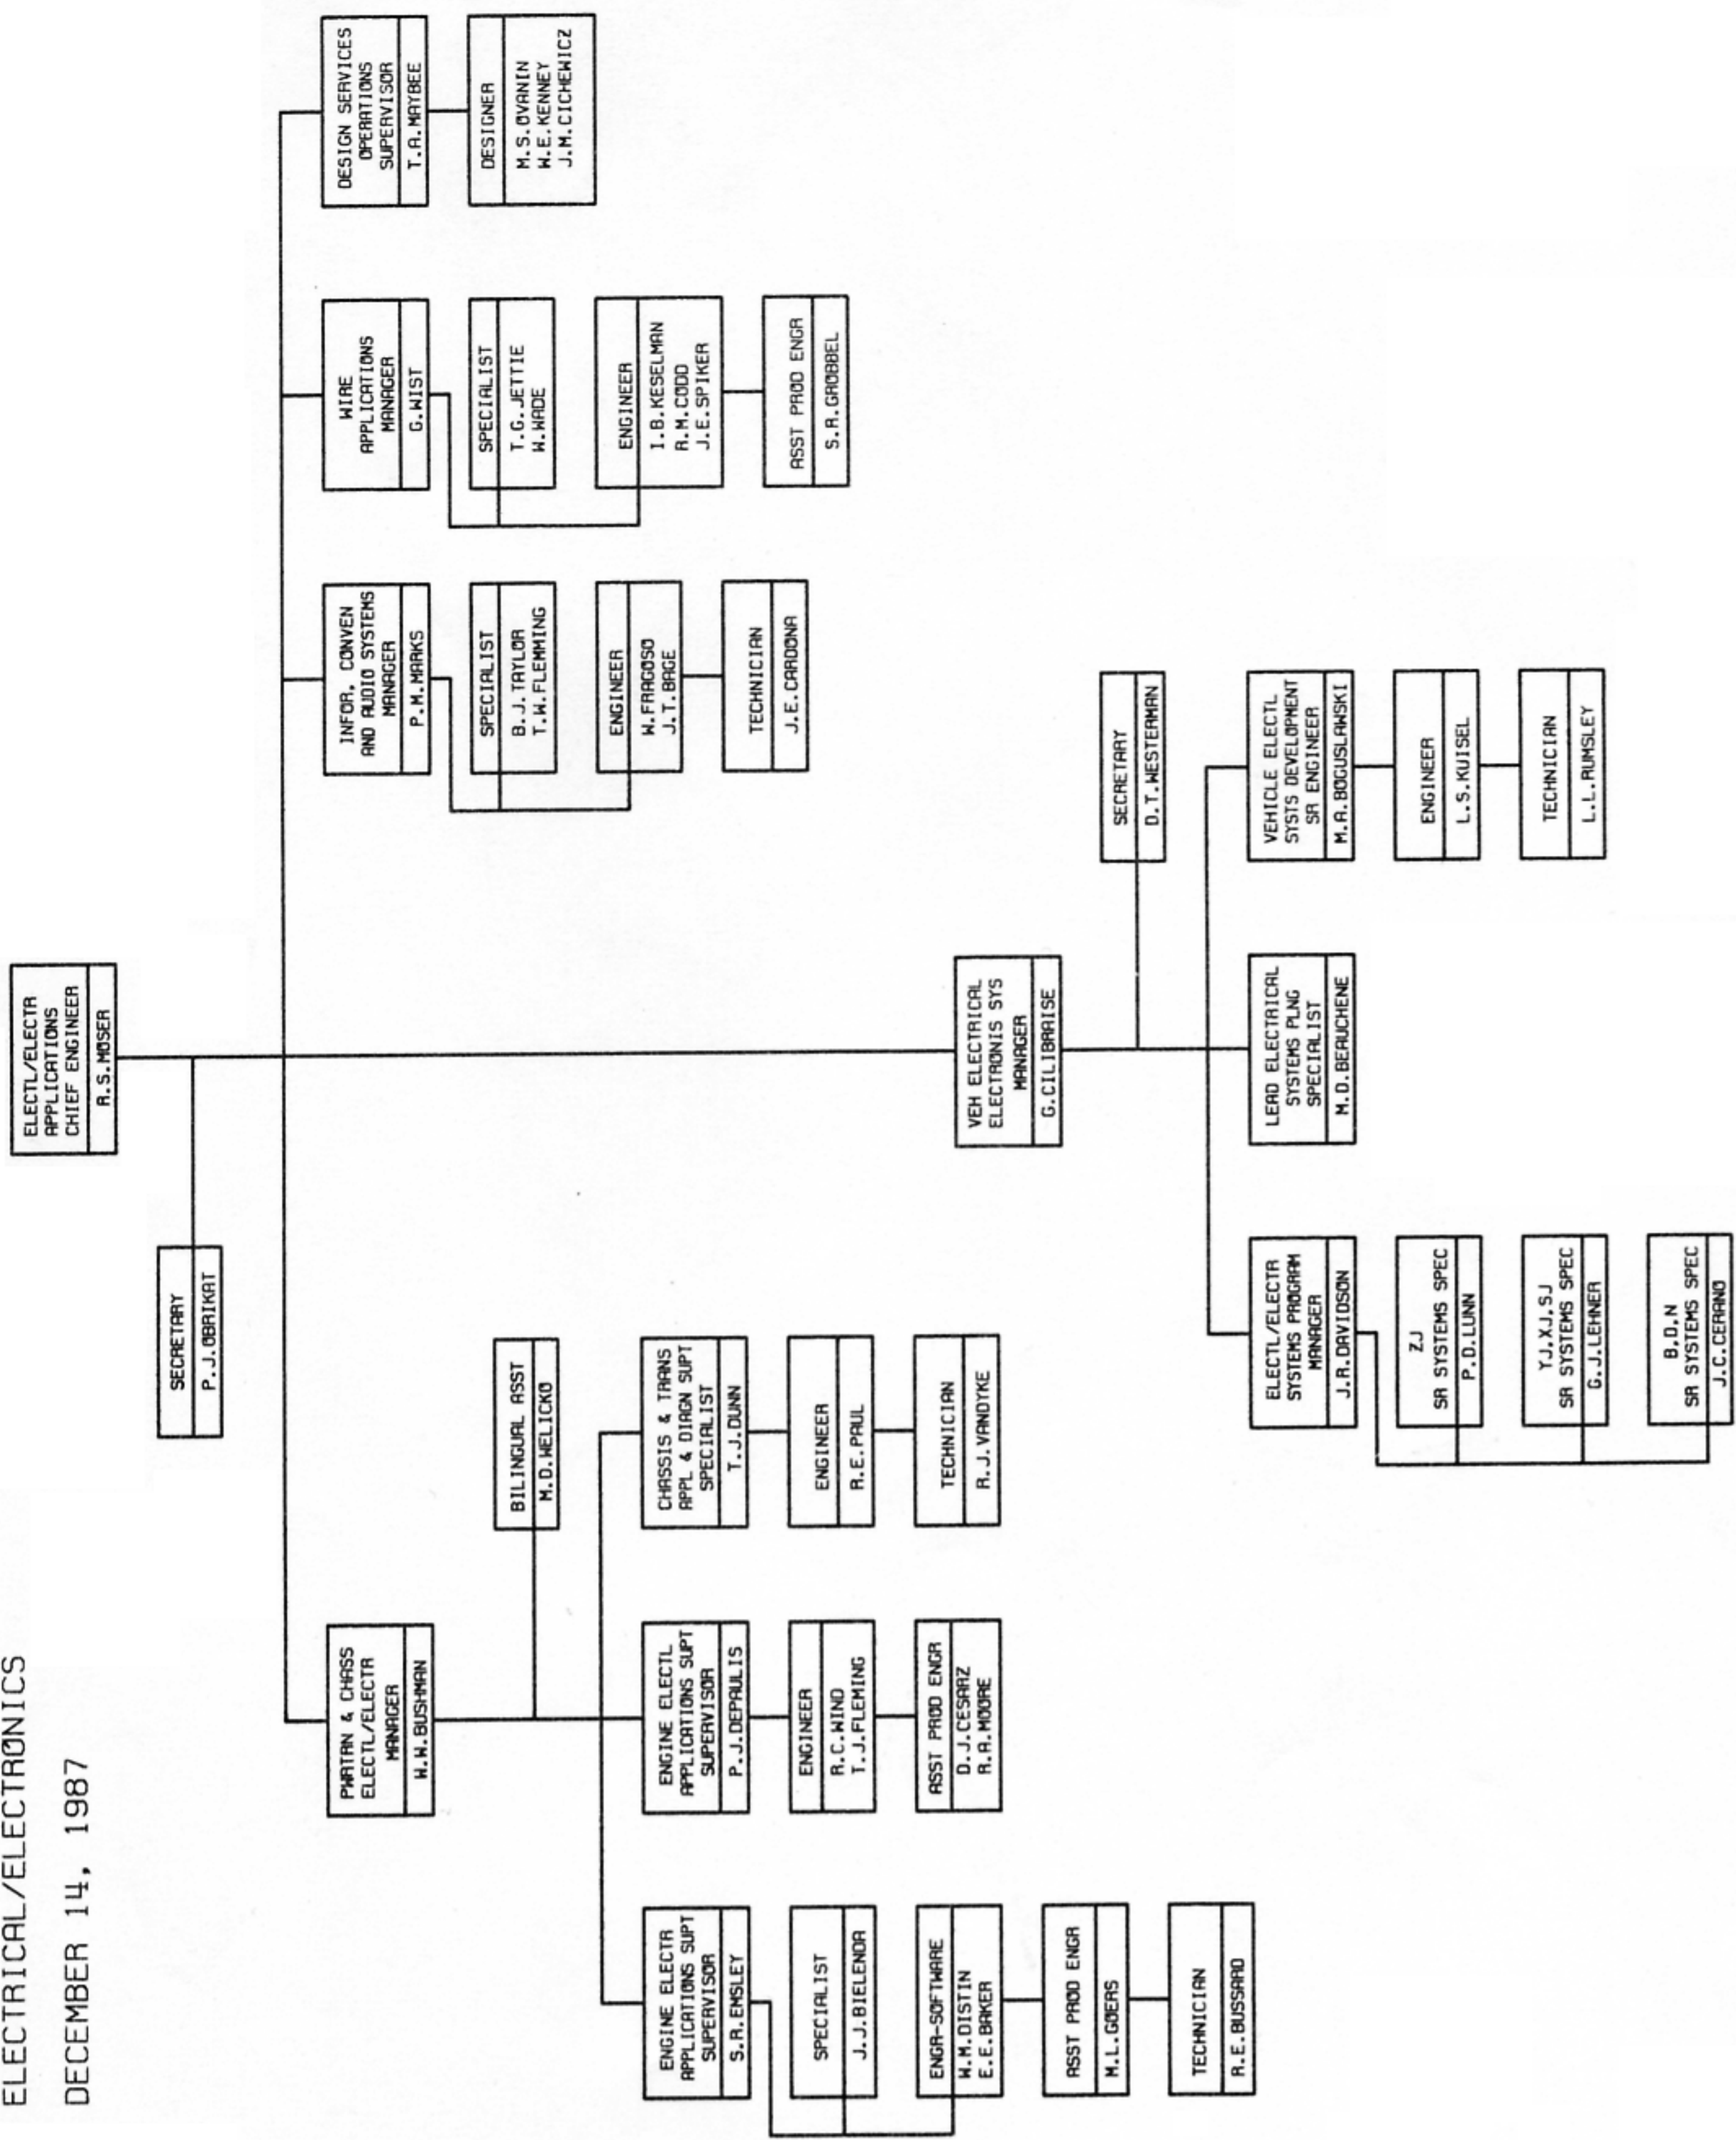 ELECTRICAL/ELECTRONICS
DECEMBER 14, 1987
ELECTL/ELECTR
APPLICATIONS
CHIEF ENGINEER
R.S.MOSER
SECRETARY
P.J.OBRIKAT
PWRTRN & CHASS
ELECTL/ELECTR
MANAGER
W.W.BUSHMAN
INFOR, CONVEN
AND AUDIO SYSTEMS
MANAGER
P.M.MARKS
WIRE
APPLICATIONS
MANAGER
G.WIST
DESIGN SERVICES
OPERATIONS
SUPERVISOR
T.A.MAYBEE
SPECIALIST
B.J.TAYLOR
T.W.FLEMMING
SPECIALIST
T.G.JETTIE
W.WADE
DESIGNER
M.S.OVANIN
W.E.KENNEY
J.M.CICHEWICZ
BILINGUAL ASST
M.D.WELICKO
ENGINEER
W.FRAGOSO
J.T.BAGE
ENGINEER
I.B.KESELMAN
R.M.CODD
J.E.SPIKER
ENGINE ELECTR
APPLICATIONS SUPT
SUPERVISOR
S.R.EMSLEY
ENGINE ELECTL
APPLICATIONS SUPT
SUPERVISOR
P.J.DEPAULIS
CHASSIS & TRANS
APPL & DIAGN SUPT
SPECIALIST
T.J.DUNN
TECHNICIAN
J.E.CARDONA
ASST PROD ENGR
S.R.GROBBEL
SPECIALIST
J.J.BIELENDA
ENGINEER
R.C.WIND
T.J.FLEMING
ENGINEER
R.E.PAUL
ENGR-SOFTWARE
W.M.DISTIN
E.E.BAKER
ASST PROD ENGR
D.J.CESARZ
R.A.MOORE
TECHNICIAN
R.J.VANDYKE
VEH ELECTRICAL
ELECTRONIS SYS
MANAGER
G.CILIBRAISE
ASST PROD ENGR
M.L.GOERS
SECRETARY
D.T.WESTERMAN
TECHNICIAN
R.E.BUSSARD
ELECTL/ELECTR
SYSTEMS PROGRAM
MANAGER
J.R.DAVIDSON
LEAD ELECTRICAL
SYSTEMS PLNG
SPECIALIST
M.D.BEAUCHENE
VEHICLE ELECTL
SYSTS DEVELOPMENT
SR ENGINEER
M.A.BOGUSLAWSKI
ZJ
SR SYSTEMS SPEC
P.D.LUNN
ENGINEER
L.S.KUISEL
YJ,XJ,SJ
SR SYSTEMS SPEC
G.J.LEHNER
TECHNICIAN
L.L.RUMSLEY
B,D,N
SR SYSTEMS SPEC
J.C.CERANO